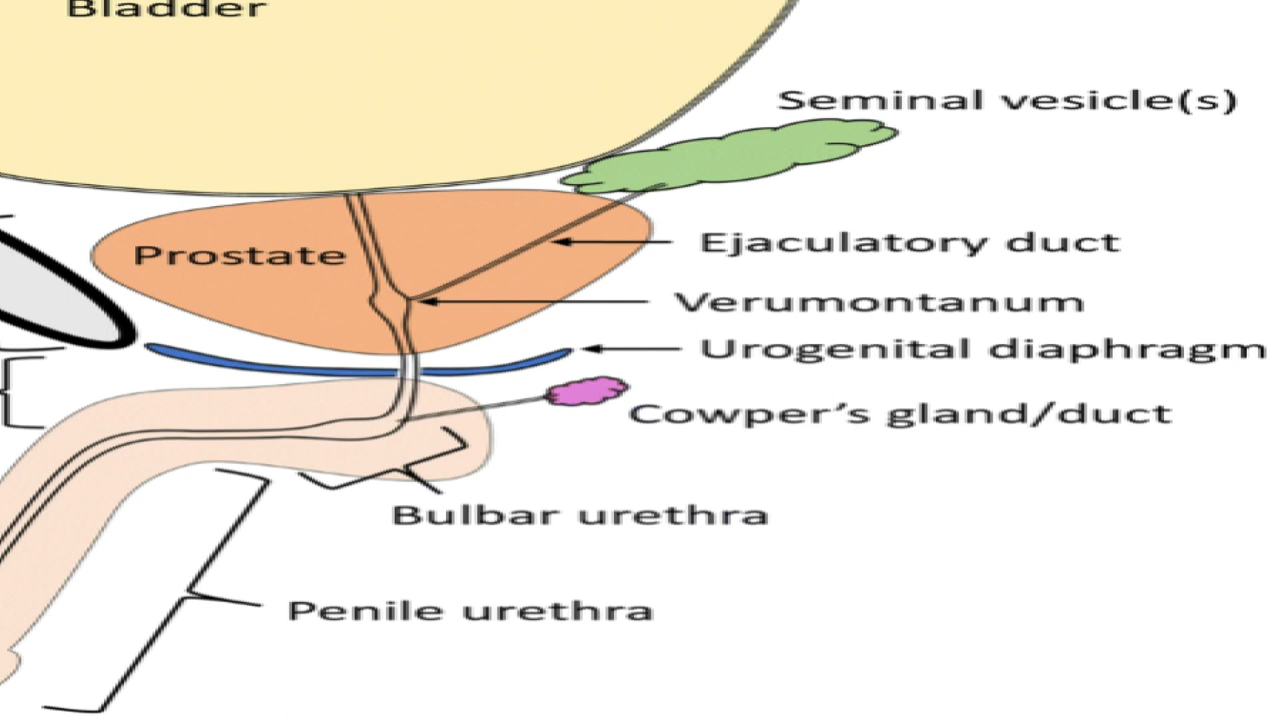 Bladder
Seminal vesicle(s)
Prostate
Ejaculatory duct
Verumontanum
Urogenital diaphragm
Cowper's gland/duct
Bulbar urethra
Penile urethra